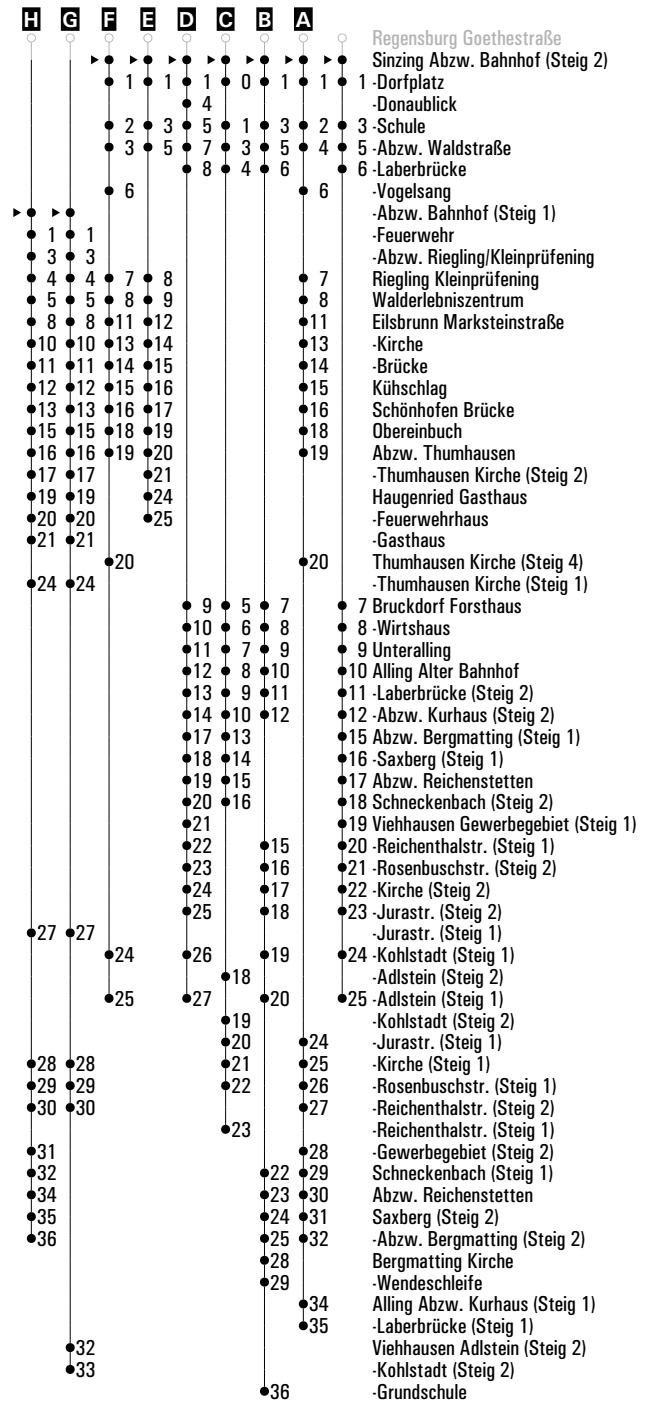 H G F E D C B A
Regensburg Goethestraße
Sinzing Abzw. Bahnhof (Steig 2)
1 1 1 0 1 1 1 -Dorfplatz
4 -Donaublick
2 3 5 1 3 2 3 -Schule
3 5 7 3 5 4 5 -Abzw. Waldstraße
8 4 6 6 -Laberbrücke
6 6 -Vogelsang
-Abzw. Bahnhof (Steig 1)
1 1 -Feuerwehr
3 3 -Abzw. Riegling/Kleinprüfening
4 4 7 8 7 Riegling Kleinprüfening
5 5 8 9 8 Walderlebniszentrum
8 8 11 12 11 Eilsbrunn Marksteinstraße
10 10 13 14 13 -Kirche
11 11 14 15 14 -Brücke
12 12 15 16 15 Kühschlag
13 13 16 17 16 Schönhofen Brücke
15 15 18 19 18 Obereinbuch
16 16 19 20 19 Abzw. Thumhausen
17 17 21 -Thumhausen Kirche (Steig 2)
19 19 24 Haugenried Gasthaus
20 20 25 -Feuerwehrhaus
21 21 -Gasthaus
20 20 Thumhausen Kirche (Steig 4)
24 24 -Thumhausen Kirche (Steig 1)
9 5 7 7 Bruckdorf Forsthaus
10 6 8 8 -Wirtshaus
11 7 9 9 Unteralling
12 8 10 10 Alling Alter Bahnhof
13 9 11 11 -Laberbrücke (Steig 2)
14 10 12 12 -Abzw. Kurhaus (Steig 2)
17 13 15 Abzw. Bergmatting (Steig 1)
18 14 16 -Saxberg (Steig 1)
19 15 17 Abzw. Reichenstetten
20 16 18 Schneckenbach (Steig 2)
21 19 Viehhausen Gewerbegebiet (Steig 1)
22 15 20 -Reichenthalstr. (Steig 1)
23 16 21 -Rosenbuschstr. (Steig 2)
24 17 22 -Kirche (Steig 2)
25 18 23 -Jurastr. (Steig 2)
27 27 -Jurastr. (Steig 1)
24 26 19 24 -Kohlstadt (Steig 1)
18 -Adlstein (Steig 2)
25 27 20 25 -Adlstein (Steig 1)
19 -Kohlstadt (Steig 2)
20 24 -Jurastr. (Steig 1)
28 28 21 25 -Kirche (Steig 1)
29 29 22 26 -Rosenbuschstr. (Steig 1)
30 30 27 -Reichenthalstr. (Steig 2)
23 -Reichenthalstr. (Steig 1)
31 28 -Gewerbegebiet (Steig 2)
32 22 29 Schneckenbach (Steig 1)
34 23 30 Abzw. Reichenstetten
35 24 31 Saxberg (Steig 2)
36 25 32 -Abzw. Bergmatting (Steig 2)
28 Bergmatting Kirche
29 -Wendeschleife
34 Alling Abzw. Kurhaus (Steig 1)
35 -Laberbrücke (Steig 1)
32 Viehhausen Adlstein (Steig 2)
33 -Kohlstadt (Steig 2)
36 -Grundschule